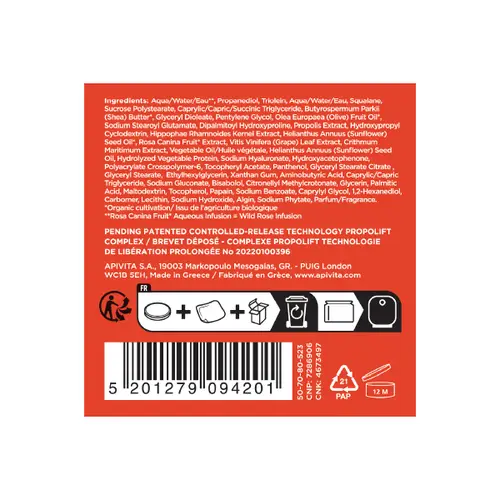 Ingredients: Aqua/Water/Eau**, Propanediol, Triolein, Aqua/Water/Eau, Squalane,
Sucrose Polystearate, Caprylic/Capric/Succinic Triglyceride, Butyrospermum Parkii
(Shea) Butter*, Glyceryl Dioleate, Pentylene Glycol, Olea Europaea (Olive) Fruit Oil*,
Sodium Stearoyl Glutamate, Dipalmitoyl Hydroxyproline, Propolis Extract, Hydroxypropyl
Cyclodextrin, Hippophae Rhamnoides Kernel Extract, Helianthus Annuus (Sunflower)
Seed Oil*, Rosa Canina Fruit* Extract, Vitis Vinifera (Grape) Leaf Extract, Crithmum
Maritimum Extract, Vegetable Oil/Huile végétale, Helianthus Annuus (Sunflower) Seed
Oil, Hydrolyzed Vegetable Protein, Sodium Hyaluronate, Hydroxyacetophenone,
Polyacrylate Crosspolymer-6, Tocopheryl Acetate, Panthenol, Glyceryl Stearate Citrate,
Glyceryl Stearate, Ethylhexylglycerin, Xanthan Gum, Aminobutyric Acid, Caprylic/Capric
Triglyceride, Sodium Gluconate, Bisabolol, Citronellyl Methylcrotonate, Glycerin, Palmitic
Acid, Maltodextrin, Tocopherol, Papain, Sodium Benzoate, Caprylyl Glycol, 1,2-Hexanediol,
Carbomer, Lecithin, Sodium Hydroxide, Algin, Sodium Phytate, Parfum/Fragrance.
*Organic cultivation/ Issu de l'agriculture biologique
**Rosa Canina Fruit* Aqueous Infusion = Wild Rose Infusion
PENDING PATENTED CONTROLLED-RELEASE TECHNOLOGY PROPOLIFT
COMPLEX / BREVET DÉPOSÉ - COMPLEXE PROPOLIFT TECHNOLOGIE
DE LIBÉRATION PROLONGÉE No 20220100396
APIVITA S.A., 19003 Markopoulo Mesogaias, GR. - PUIG London
WC1B 5EH, Made in Greece / Fabriqué en Grèce, www.apivita.com
FR
5 201279 094201
50-70-80-523
CNP: 7286906
CNK: 4673497
21
PAP
12 M